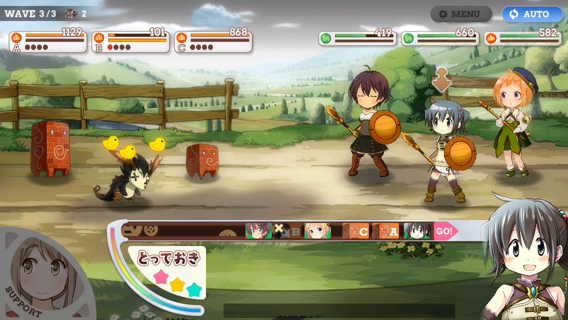 WAVE 3/3 2
MENU
AUTO
1129
101
868
419
660
582
A
B
C
B
C
A
GO!
とっておき
SUPPORT